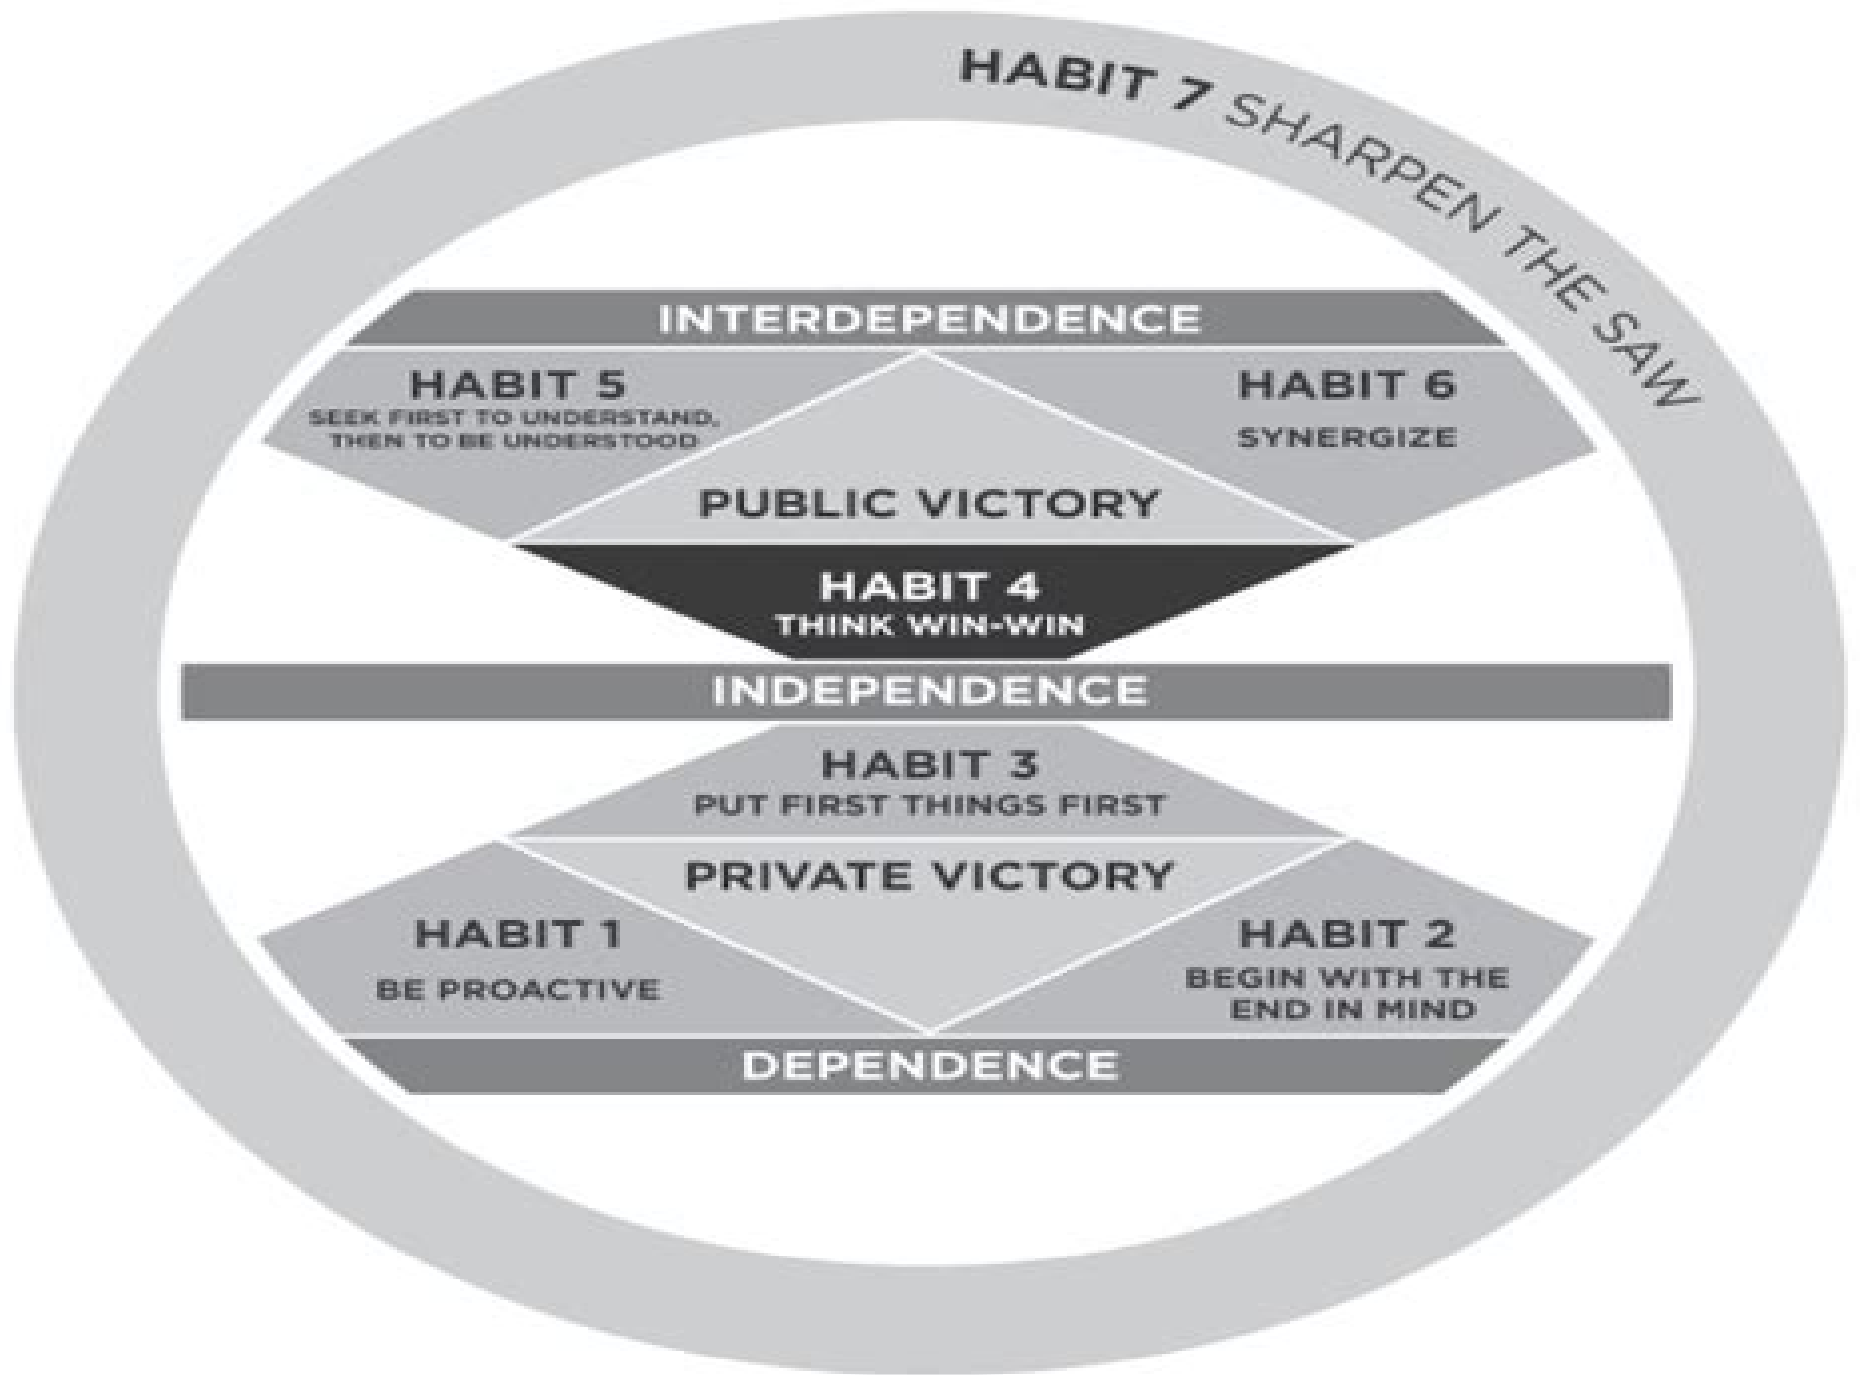 HABIT 7 SHARPEN THE SAW
INTERDEPENDENCE
HABIT 5
SEEK FIRST TO UNDERSTAND,
THEN TO BE UNDERSTOOD
HABIT 6
SYNERGIZE
PUBLIC VICTORY
HABIT 4
THINK WIN-WIN
INDEPENDENCE
HABIT 3
PUT FIRST THINGS FIRST
PRIVATE VICTORY
HABIT 1
BE PROACTIVE
HABIT 2
BEGIN WITH THE
END IN MIND
DEPENDENCE